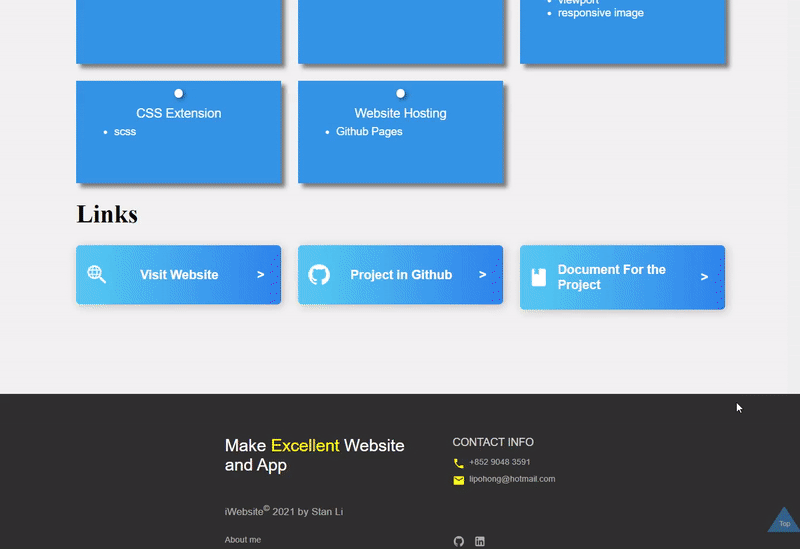 viewport
responsive image
CSS Extension
scss
Website Hosting
Github Pages
Links
Visit Website >
Project in Github >
Document For the
Project >
Make Excellent Website
and App
iWebsite© 2021 by Stan Li
About me
CONTACT INFO
+852 9048 3591
lipohong@hotmail.com
Top